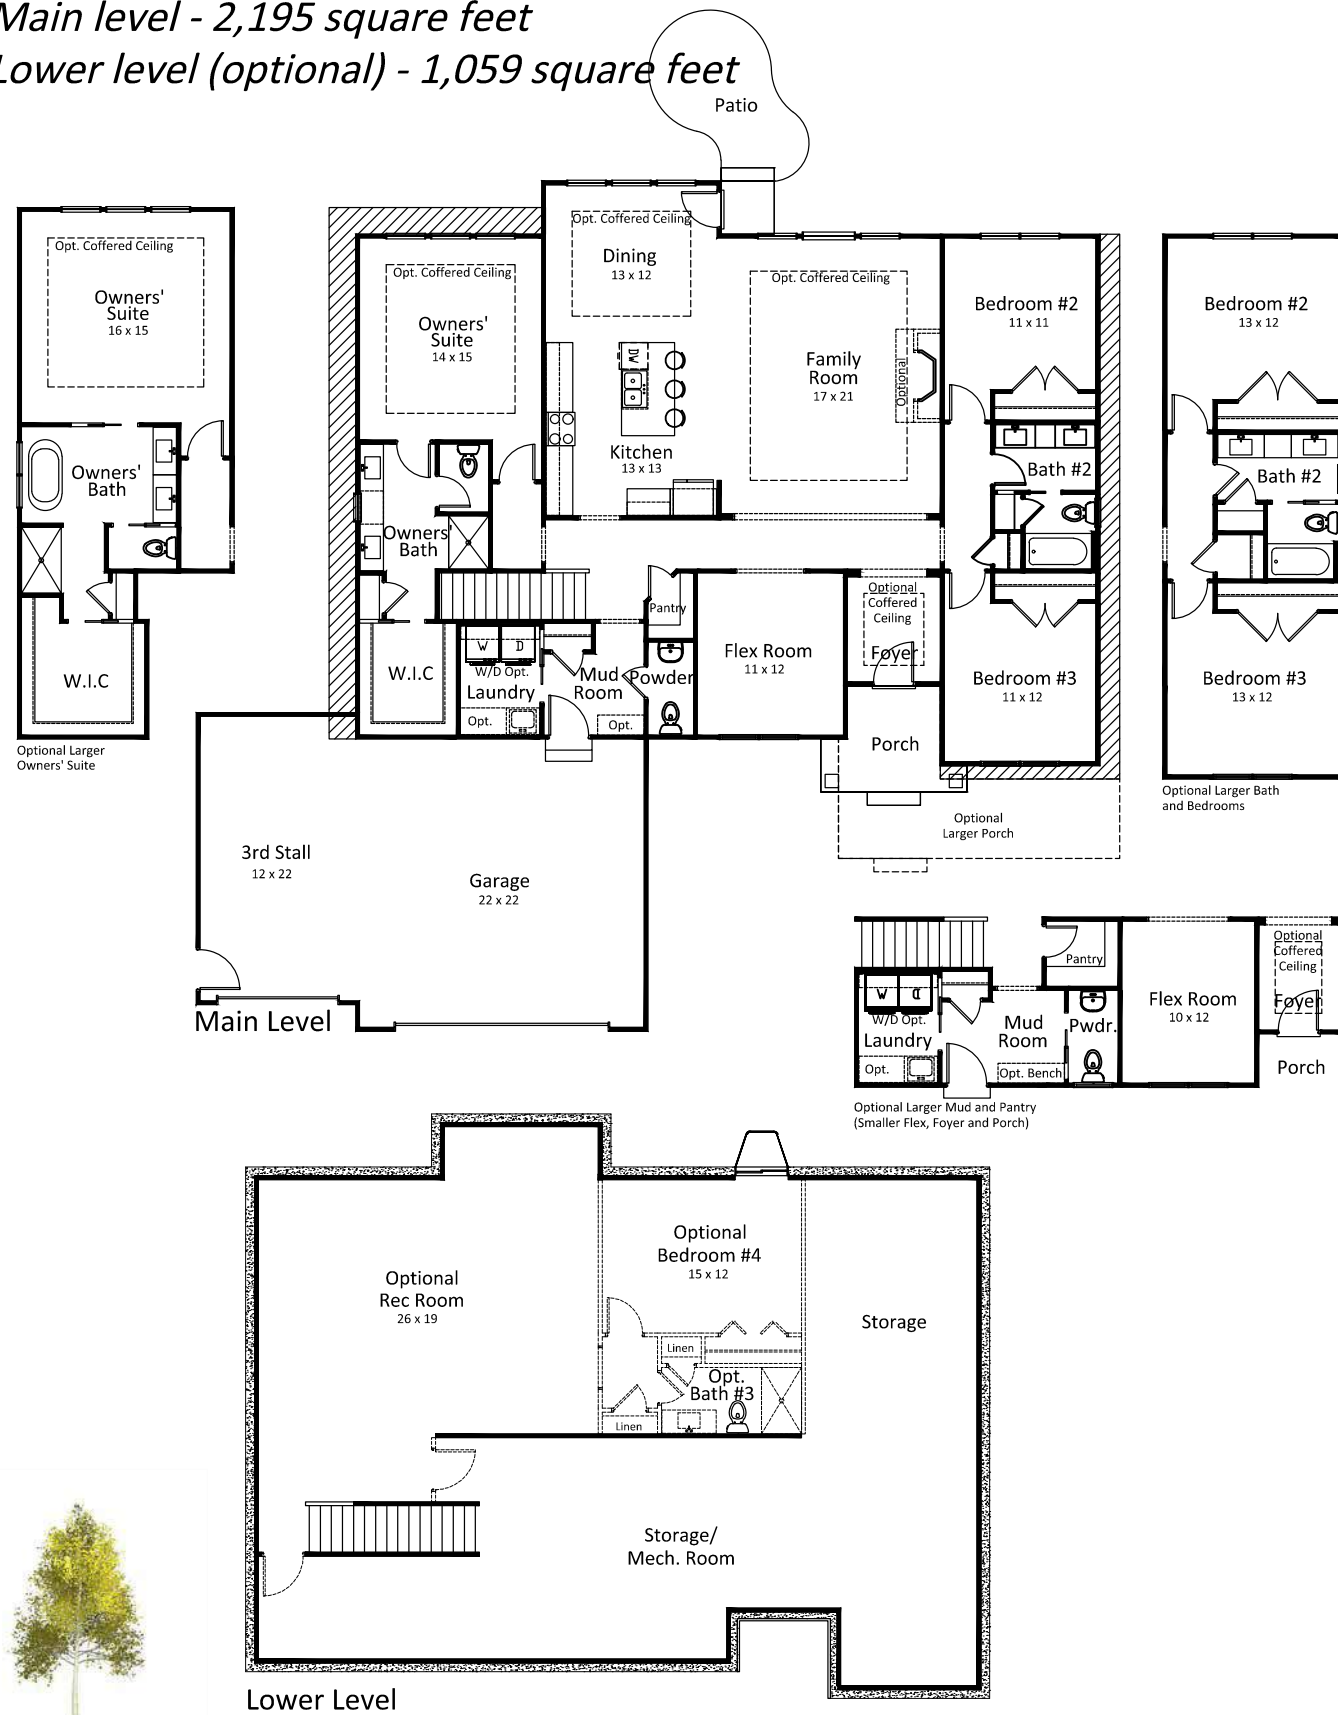 Main level - 2,195 square feet
Lower level (optional) - 1,059 square feet
Patio
Opt. Coffered Ceiling
Owners'
Suite
16 x 15
Owners'
Bath
W.I.C
Optional Larger
Owners' Suite
Opt. Coffered Ceiling
Owners'
Suite
14 x 15
Owners'
Bath
W.I.C
Opt. Coffered Ceiling
Dining
13 x 12
DW
Kitchen
13 x 13
Opt. Coffered Ceiling
Family
Room
17 x 21
Optional
Bedroom #2
11 x 11
Bath #2
Bedroom #3
11 x 12
Pantry
W D
W/D Opt.
Laundry
Opt.
Mud
Room
Opt.
Powder
Flex Room
11 x 12
Optional
Coffered
Ceiling
Foyer
Porch
Optional
Larger Porch
Bedroom #2
13 x 12
Bath #2
Bedroom #3
13 x 12
Optional Larger Bath
and Bedrooms
3rd Stall
12 x 22
Garage
22 x 22
Main Level
Pantry
W D
W/D Opt.
Laundry
Opt.
Mud
Room
Opt. Bench
Pwdr.
Flex Room
10 x 12
Optional
Coffered
Ceiling
Foyer
Porch
Optional Larger Mud and Pantry
(Smaller Flex, Foyer and Porch)
Optional
Rec Room
26 x 19
Optional
Bedroom #4
15 x 12
Storage
Linen
Opt.
Bath #3
Linen
Storage/
Mech. Room
Lower Level